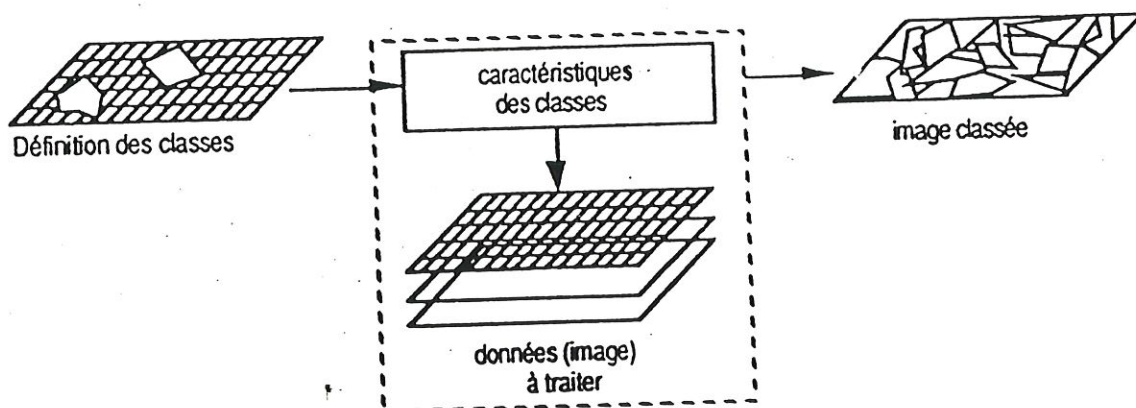 Définition des classes
caractéristiques
des classes
données (image)
à traiter
image classée